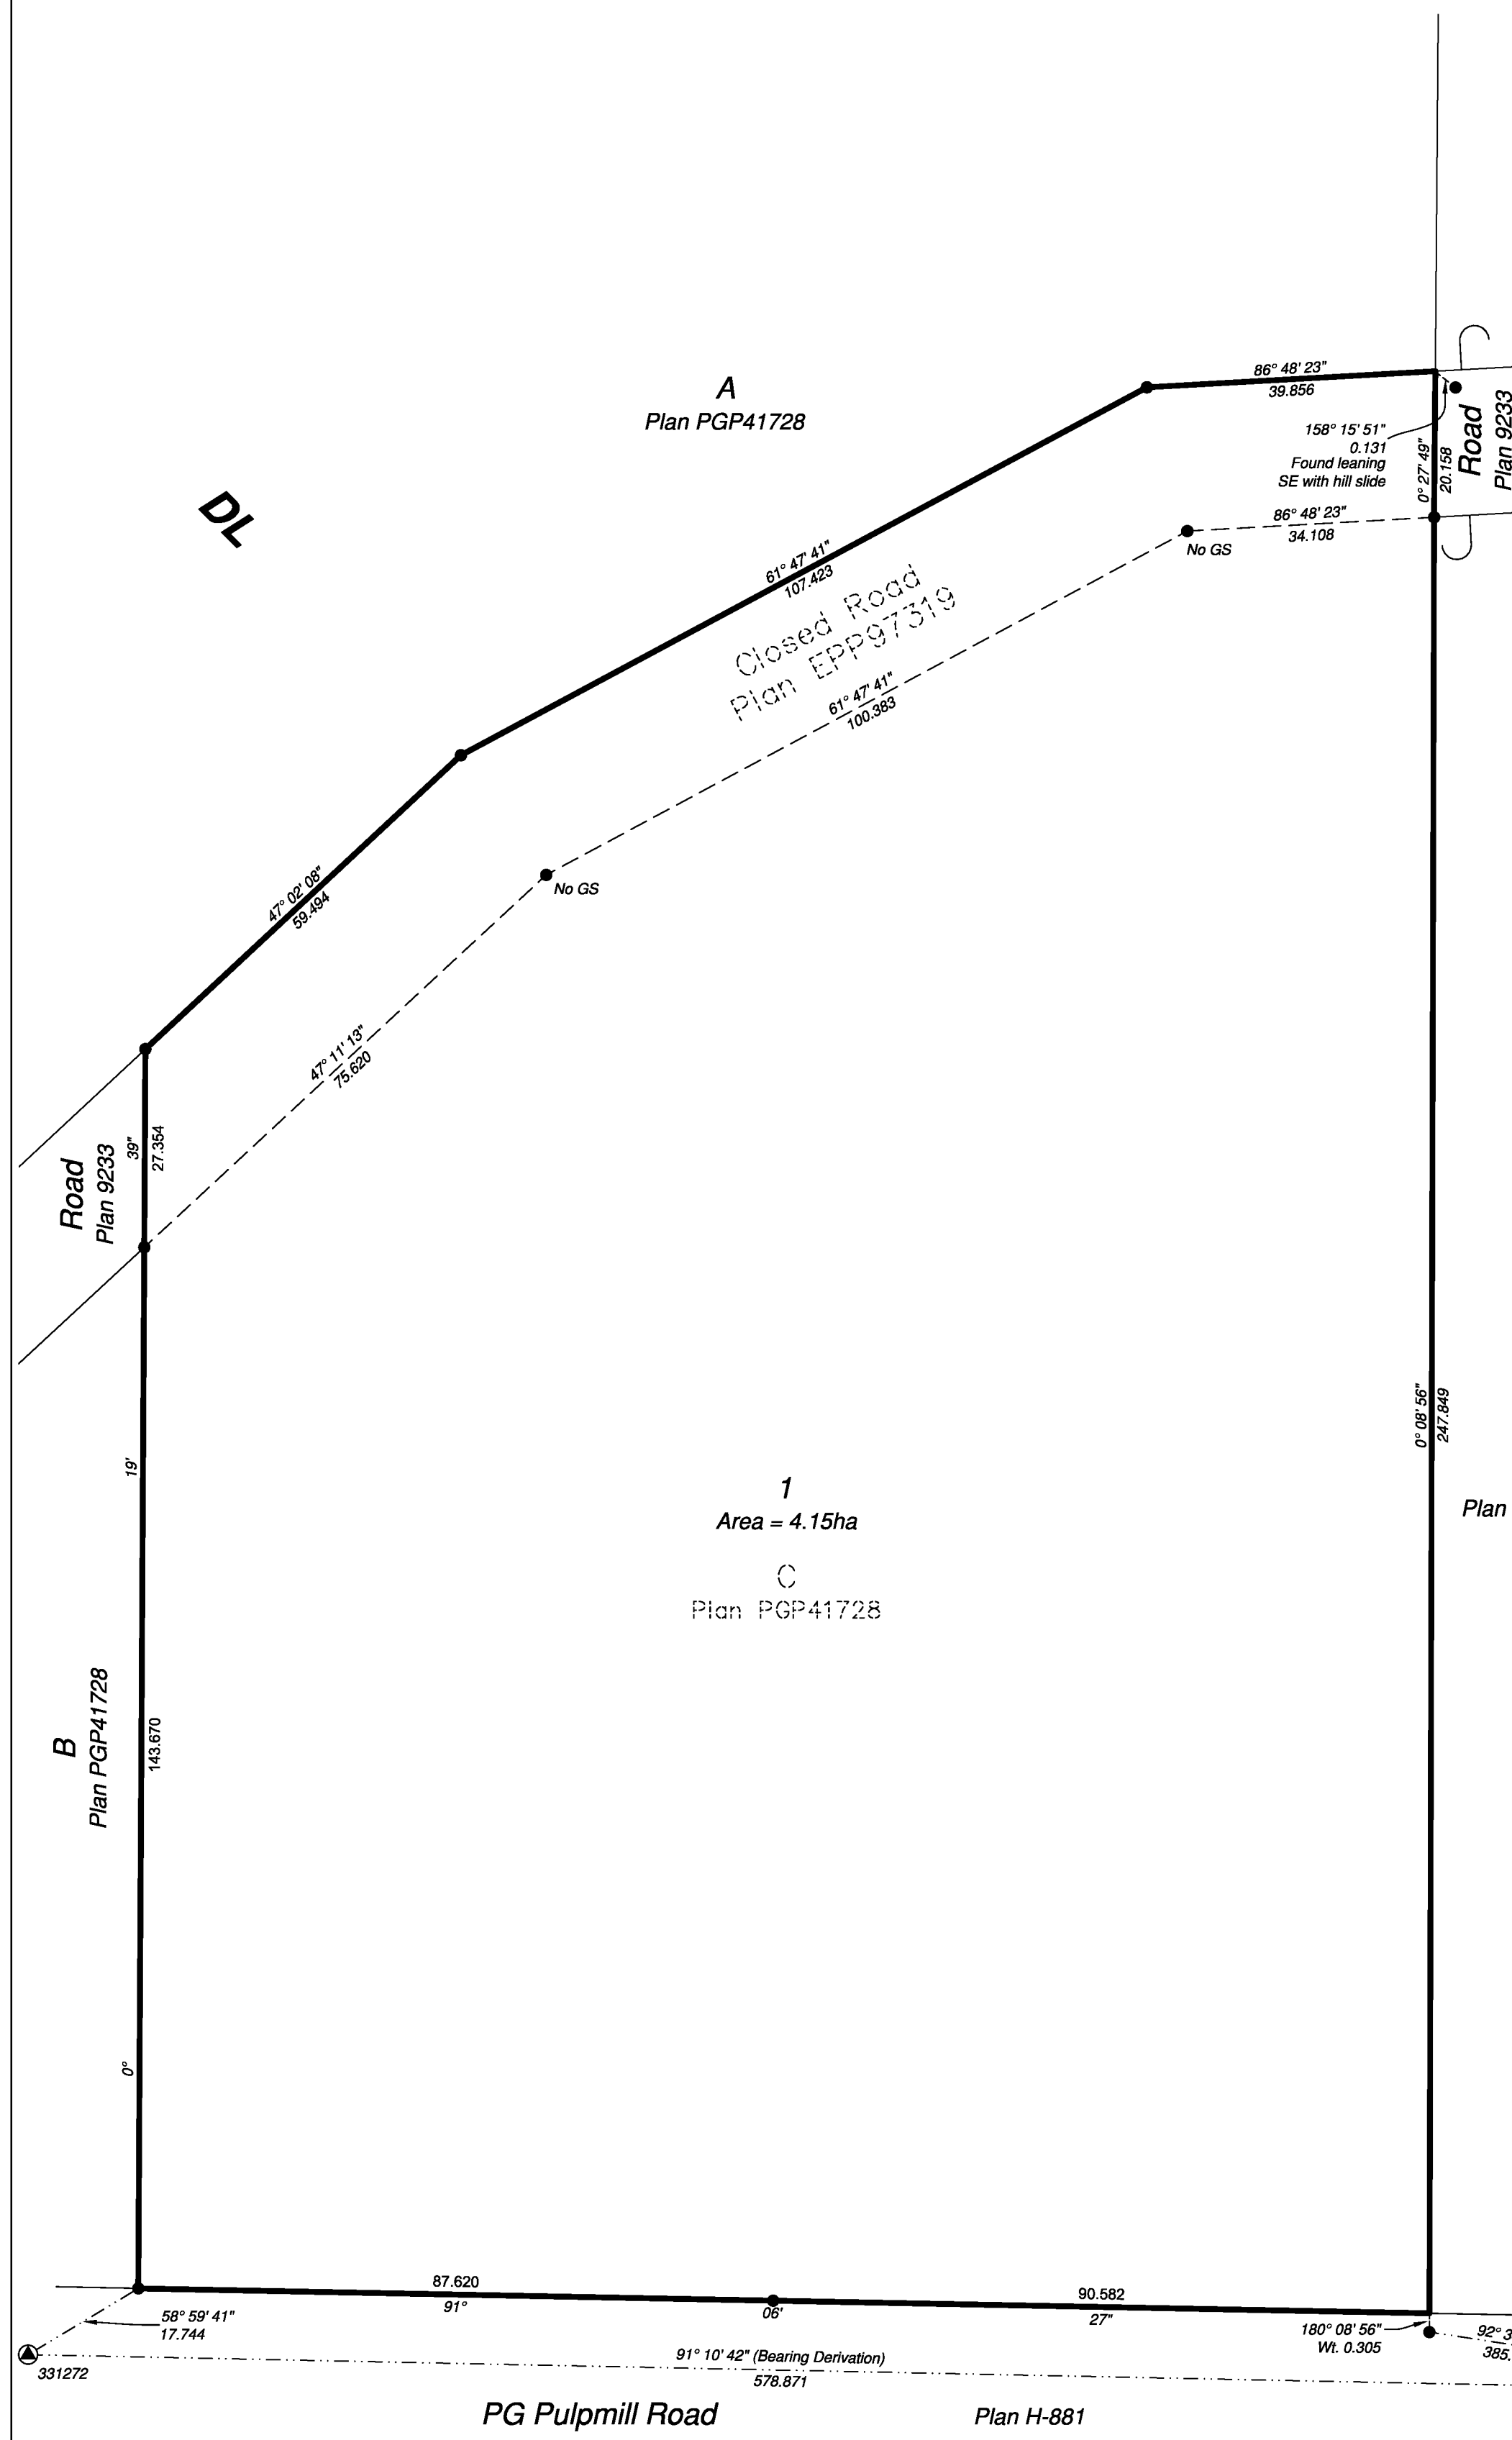 A
Plan PGP41728
DL
86° 48' 23"
39.856
158° 15' 51"
0.131
Found leaning
SE with hill slide
0° 27' 49"
20.158
Road
Plan 9233
86° 48' 23"
34.108
No GS
61° 47' 41"
107.423
Closed Road
Plan EPP97319
61° 47' 41"
100.383
No GS
47° 02' 08"
59.494
47° 11' 13"
75.620
39"
27.354
Road
Plan 9233
19'
0° 08' 56"
247.849
1
Area = 4.15ha
Plan
C
Plan PGP41728
B
Plan PGP41728
143.670
0°
87.620
91°
06'
90.582
27"
58° 59' 41"
17.744
180° 08' 56"
Wt. 0.305
92° 3
385.
331272
91° 10' 42" (Bearing Derivation)
578.871
PG Pulpmill Road
Plan H-881